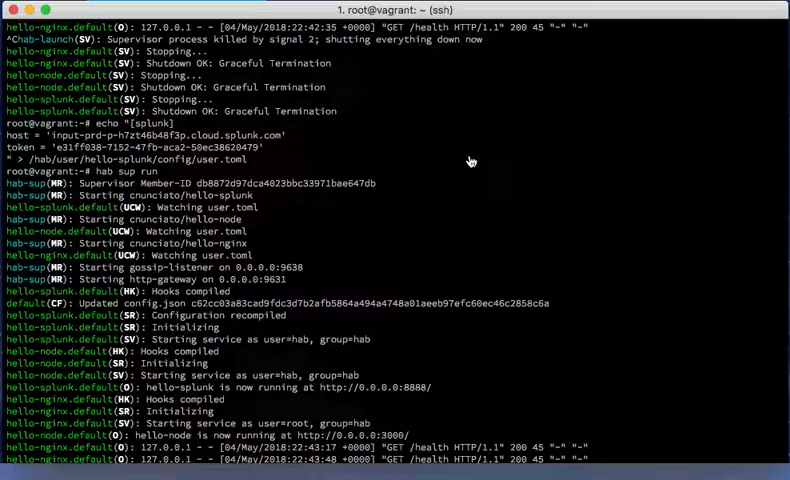 1. root@vagrant: ~ (ssh)
hello-nginx.default(O): 127.0.0.1 - - [04/May/2018:22:42:35 +0000] "GET /health HTTP/1.1" 200 45 "-" "-"
^Chab-launch(SV): Supervisor process killed by signal 2; shutting everything down now
hello-nginx.default(SV): Stopping...
hello-nginx.default(SV): Shutdown OK: Graceful Termination
hello-node.default(SV): Stopping...
hello-node.default(SV): Shutdown OK: Graceful Termination
hello-splunk.default(SV): Stopping...
hello-splunk.default(SV): Shutdown OK: Graceful Termination
root@vagrant:~# echo "[splunk]
host = 'input-prd-p-h7zt46b48f3p.cloud.splunk.com'
token = 'e31ff038-7152-47fb-aca2-50ec38620479'
" > /hab/user/hello-splunk/config/user.toml
root@vagrant:~# hab sup run
hab-sup(MR): Supervisor Member-ID db8872d97dca4023bbc33971bae647db
hab-sup(MR): Starting cnunciato/hello-splunk
hello-splunk.default(UCW): Watching user.toml
hab-sup(MR): Starting cnunciato/hello-node
hello-node.default(UCW): Watching user.toml
hab-sup(MR): Starting cnunciato/hello-nginx
hello-nginx.default(UCW): Watching user.toml
hab-sup(MR): Starting gossip-listener on 0.0.0.0:9638
hab-sup(MR): Starting http-gateway on 0.0.0.0:9631
hello-splunk.default(HK): Hooks compiled
default(CF): Updated config.json c62cc03a83cad9fdc3d7b2afb5864a494a4748a01aeeb97efc60ec46c2858c6a
hello-splunk.default(SR): Configuration recompiled
hello-splunk.default(SR): Initializing
hello-splunk.default(SV): Starting service as user=hab, group=hab
hello-node.default(HK): Hooks compiled
hello-node.default(SR): Initializing
hello-node.default(SV): Starting service as user=hab, group=hab
hello-splunk.default(O): hello-splunk is now running at http://0.0.0.0:8888/
hello-nginx.default(HK): Hooks compiled
hello-nginx.default(SR): Initializing
hello-nginx.default(SV): Starting service as user=root, group=hab
hello-node.default(O): hello-node is now running at http://0.0.0.0:3000/
hello-nginx.default(O): 127.0.0.1 - - [04/May/2018:22:43:17 +0000] "GET /health HTTP/1.1" 200 45 "-" "-"
hello-nginx.default(O): 127.0.0.1 - - [04/May/2018:22:43:48 +0000] "GET /health HTTP/1.1" 200 45 "-" "-"